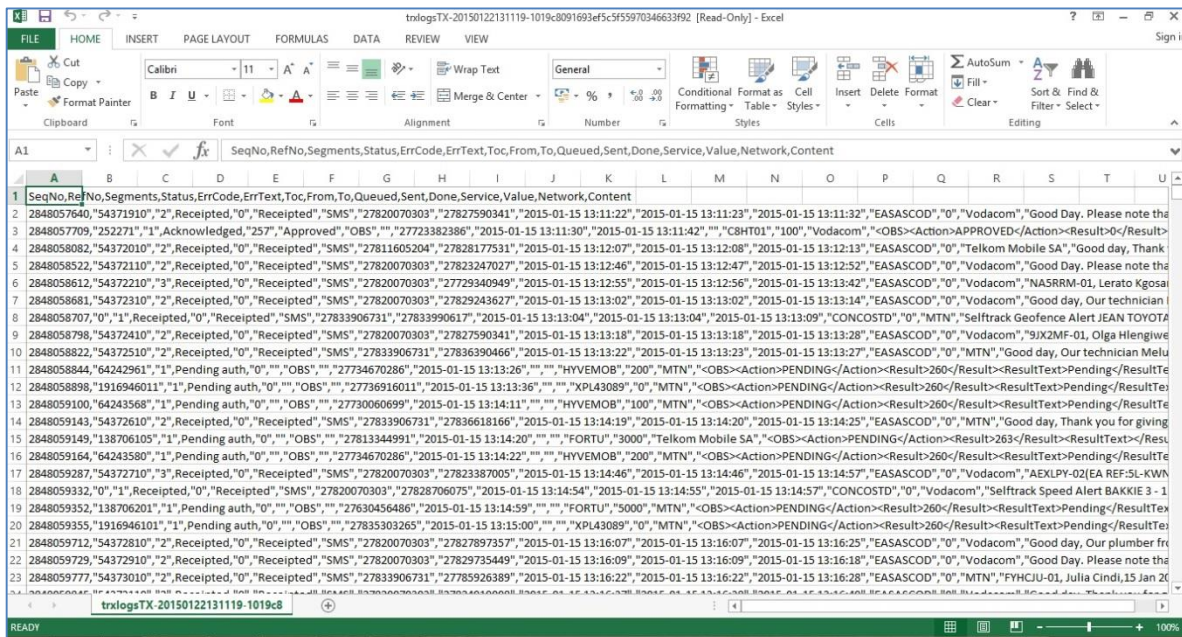 trxlogsTX-20150122131119-1019c8091693ef5c5f55970346633f92 [Read-Only] - Excel
FILE HOME INSERT PAGE LAYOUT FORMULAS DATA REVIEW VIEW Sign i
Paste Cut Copy Format Painter Clipboard
Calibri 11 Font
Wrap Text Merge & Center Alignment
General Number
Conditional Formatting Format as Table Cell Styles Styles
Insert Delete Format Cells
AutoSum Fill Clear Sort & Filter Find & Select Editing
A1 fx SeqNo,RefNo,Segments,Status,ErrCode,ErrText,Toc,From,To,Queued,Sent,Done,Service,Value,Network,Content
A B C D E F G H I J K L M N O P Q R S T U
1 SeqNo,RefNo,Segments,Status,ErrCode,ErrText,Toc,From,To,Queued,Sent,Done,Service,Value,Network,Content
2 2848057640,"54371910","2",Receipted,"0","Receipted","SMS","27820070303","27827590341","2015-01-15 13:11:22","2015-01-15 13:11:23","2015-01-15 13:11:32","EASASCOD","0","Vodacom","Good Day. Please note tha
3 2848057709,"252271","1",Acknowledged,"257","Approved","OBS","","27723382386","2015-01-15 13:11:30","2015-01-15 13:11:42","","C8HT01","100","Vodacom","<OBS><Action>APPROVED</Action><Result>0</Result>
4 2848058082,"54372010","2",Receipted,"0","Receipted","SMS","27811605204","27828177531","2015-01-15 13:12:07","2015-01-15 13:12:08","2015-01-15 13:12:13","EASASCOD","0","Telkom Mobile SA","Good day, Thank
5 2848058522,"54372110","2",Receipted,"0","Receipted","SMS","27820070303","27823247027","2015-01-15 13:12:46","2015-01-15 13:12:47","2015-01-15 13:12:52","EASASCOD","0","Vodacom","Good Day. Please note tha
6 2848058612,"54372210","3",Receipted,"0","Receipted","SMS","27820070303","27729340949","2015-01-15 13:12:55","2015-01-15 13:12:56","2015-01-15 13:13:42","EASASCOD","0","Vodacom","NA5RRM-01, Lerato Kgosa
7 2848058681,"54372310","2",Receipted,"0","Receipted","SMS","27820070303","27829243627","2015-01-15 13:13:02","2015-01-15 13:13:02","2015-01-15 13:13:14","EASASCOD","0","Vodacom","Good day, Our technician
8 2848058707,"0","1",Receipted,"0","Receipted","SMS","27833906731","27833990617","2015-01-15 13:13:04","2015-01-15 13:13:04","2015-01-15 13:13:09","CONCOSTD","0","MTN","Selftrack Geofence Alert JEAN TOYOTA
9 2848058798,"54372410","2",Receipted,"0","Receipted","SMS","27820070303","27827590341","2015-01-15 13:13:18","2015-01-15 13:13:18","2015-01-15 13:13:28","EASASCOD","0","Vodacom","9JX2MF-01, Olga Hlengiwe
10 2848058822,"54372510","2",Receipted,"0","Receipted","SMS","27833906731","27836390466","2015-01-15 13:13:22","2015-01-15 13:13:23","2015-01-15 13:13:27","EASASCOD","0","MTN","Good day, Our technician Melu
11 2848058844,"64242961","1",Pending auth,"0","","OBS","","27734670286","2015-01-15 13:13:26","","","HYVEMOB","200","MTN","<OBS><Action>PENDING</Action><Result>260</Result><ResultText>Pending</ResultTe
12 2848058898,"1916946011","1",Pending auth,"0","","OBS","","27736916011","2015-01-15 13:13:36","","","XPL43089","0","MTN","<OBS><Action>PENDING</Action><Result>260</Result><ResultText>Pending</ResultTe
13 2848059100,"64243568","1",Pending auth,"0","","OBS","","27730060699","2015-01-15 13:14:11","","","HYVEMOB","100","MTN","<OBS><Action>PENDING</Action><Result>260</Result><ResultText>Pending</ResultTe
14 2848059143,"54372610","2",Receipted,"0","Receipted","SMS","27833906731","27836618166","2015-01-15 13:14:19","2015-01-15 13:14:20","2015-01-15 13:14:25","EASASCOD","0","MTN","Good day, Thank you for giving
15 2848059149,"138706105","1",Pending auth,"0","","OBS","","27813344991","2015-01-15 13:14:20","","","FORTU","3000","Telkom Mobile SA","<OBS><Action>PENDING</Action><Result>263</Result><ResultText></Resu
16 2848059164,"64243580","1",Pending auth,"0","","OBS","","27734670286","2015-01-15 13:14:22","","","HYVEMOB","200","MTN","<OBS><Action>PENDING</Action><Result>260</Result><ResultText>Pending</ResultTe
17 2848059287,"54372710","3",Receipted,"0","Receipted","SMS","27820070303","27823387005","2015-01-15 13:14:46","2015-01-15 13:14:46","2015-01-15 13:14:57","EASASCOD","0","Vodacom","AEXLPY-02(EA REF:5L-KWN
18 2848059332,"0","1",Receipted,"0","Receipted","SMS","27820070303","27828706075","2015-01-15 13:14:54","2015-01-15 13:14:55","2015-01-15 13:14:57","CONCOSTD","0","Vodacom","Selftrack Speed Alert BAKKIE 3 - 1
19 2848059352,"138706201","1",Pending auth,"0","","OBS","","27630456486","2015-01-15 13:14:59","","","FORTU","5000","MTN","<OBS><Action>PENDING</Action><Result>260</Result><ResultText>Pending</ResultTex
20 2848059355,"1916946101","1",Pending auth,"0","","OBS","","27835303265","2015-01-15 13:15:00","","","XPL43089","0","MTN","<OBS><Action>PENDING</Action><Result>260</Result><ResultText>Pending</ResultTe
21 2848059712,"54372810","2",Receipted,"0","Receipted","SMS","27820070303","27827897357","2015-01-15 13:16:07","2015-01-15 13:16:07","2015-01-15 13:16:25","EASASCOD","0","Vodacom","Good day, Our plumber fro
22 2848059729,"54372910","2",Receipted,"0","Receipted","SMS","27820070303","27829735449","2015-01-15 13:16:09","2015-01-15 13:16:09","2015-01-15 13:16:18","EASASCOD","0","Vodacom","Good Day. Please note tha
23 2848059777,"54373010","2",Receipted,"0","Receipted","SMS","27833906731","27785926389","2015-01-15 13:16:22","2015-01-15 13:16:22","2015-01-15 13:16:28","EASASCOD","0","MTN","FYHCJU-01, Julia Cindi,15 Jan 20
trxlogsTX-20150122131119-1019c8
READY 100%